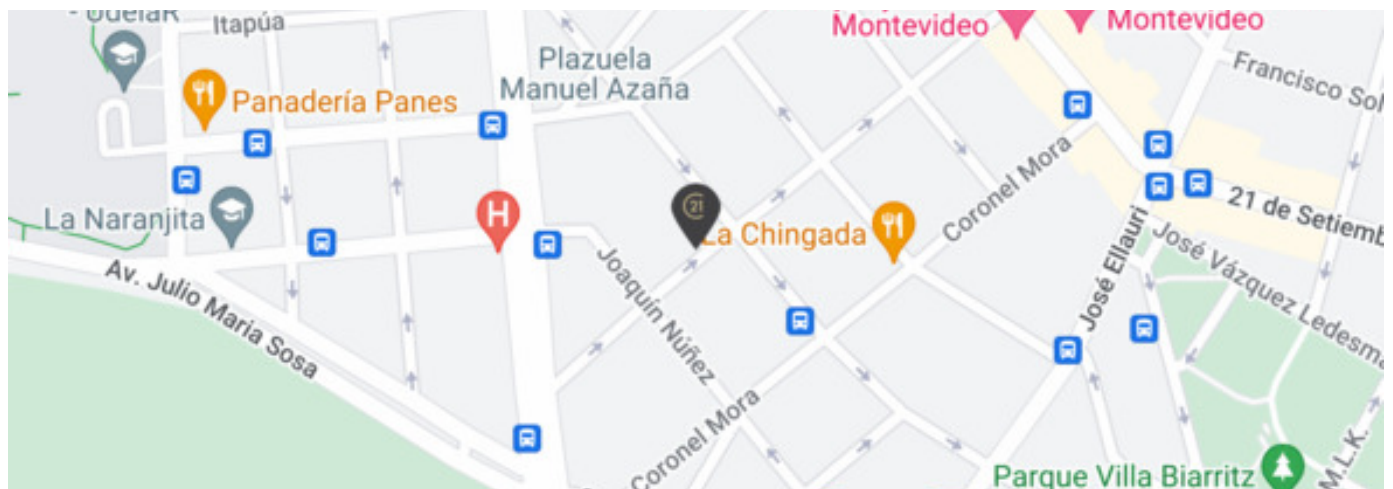 - UdelaR
Itapúa
Plazuela
Manuel Azaña
Montevideo
Montevideo
Francisco Sol
Panadería Panes
La Naranjita
H
21
La Chingada
Coronel Mora
21 de Setiemb
José Ellauri
José Vázquez Ledesma
Av. Julio Maria Sosa
Joaquín Núñez
Coronel Mora
Parque Villa Biarritz
M.L.K.